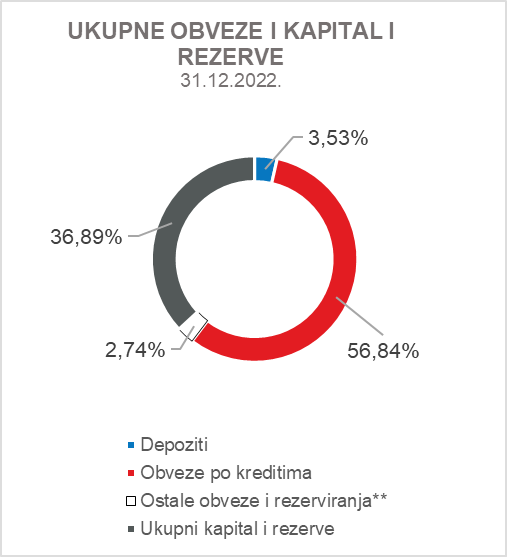 UKUPNE OBVEZE I KAPITAL I
REZERVE
31.12.2022.
3,53%
36,89%
2,74%
56,84%
Depoziti
Obveze po kreditima
Ostale obveze i rezerviranja**
Ukupni kapital i rezerve